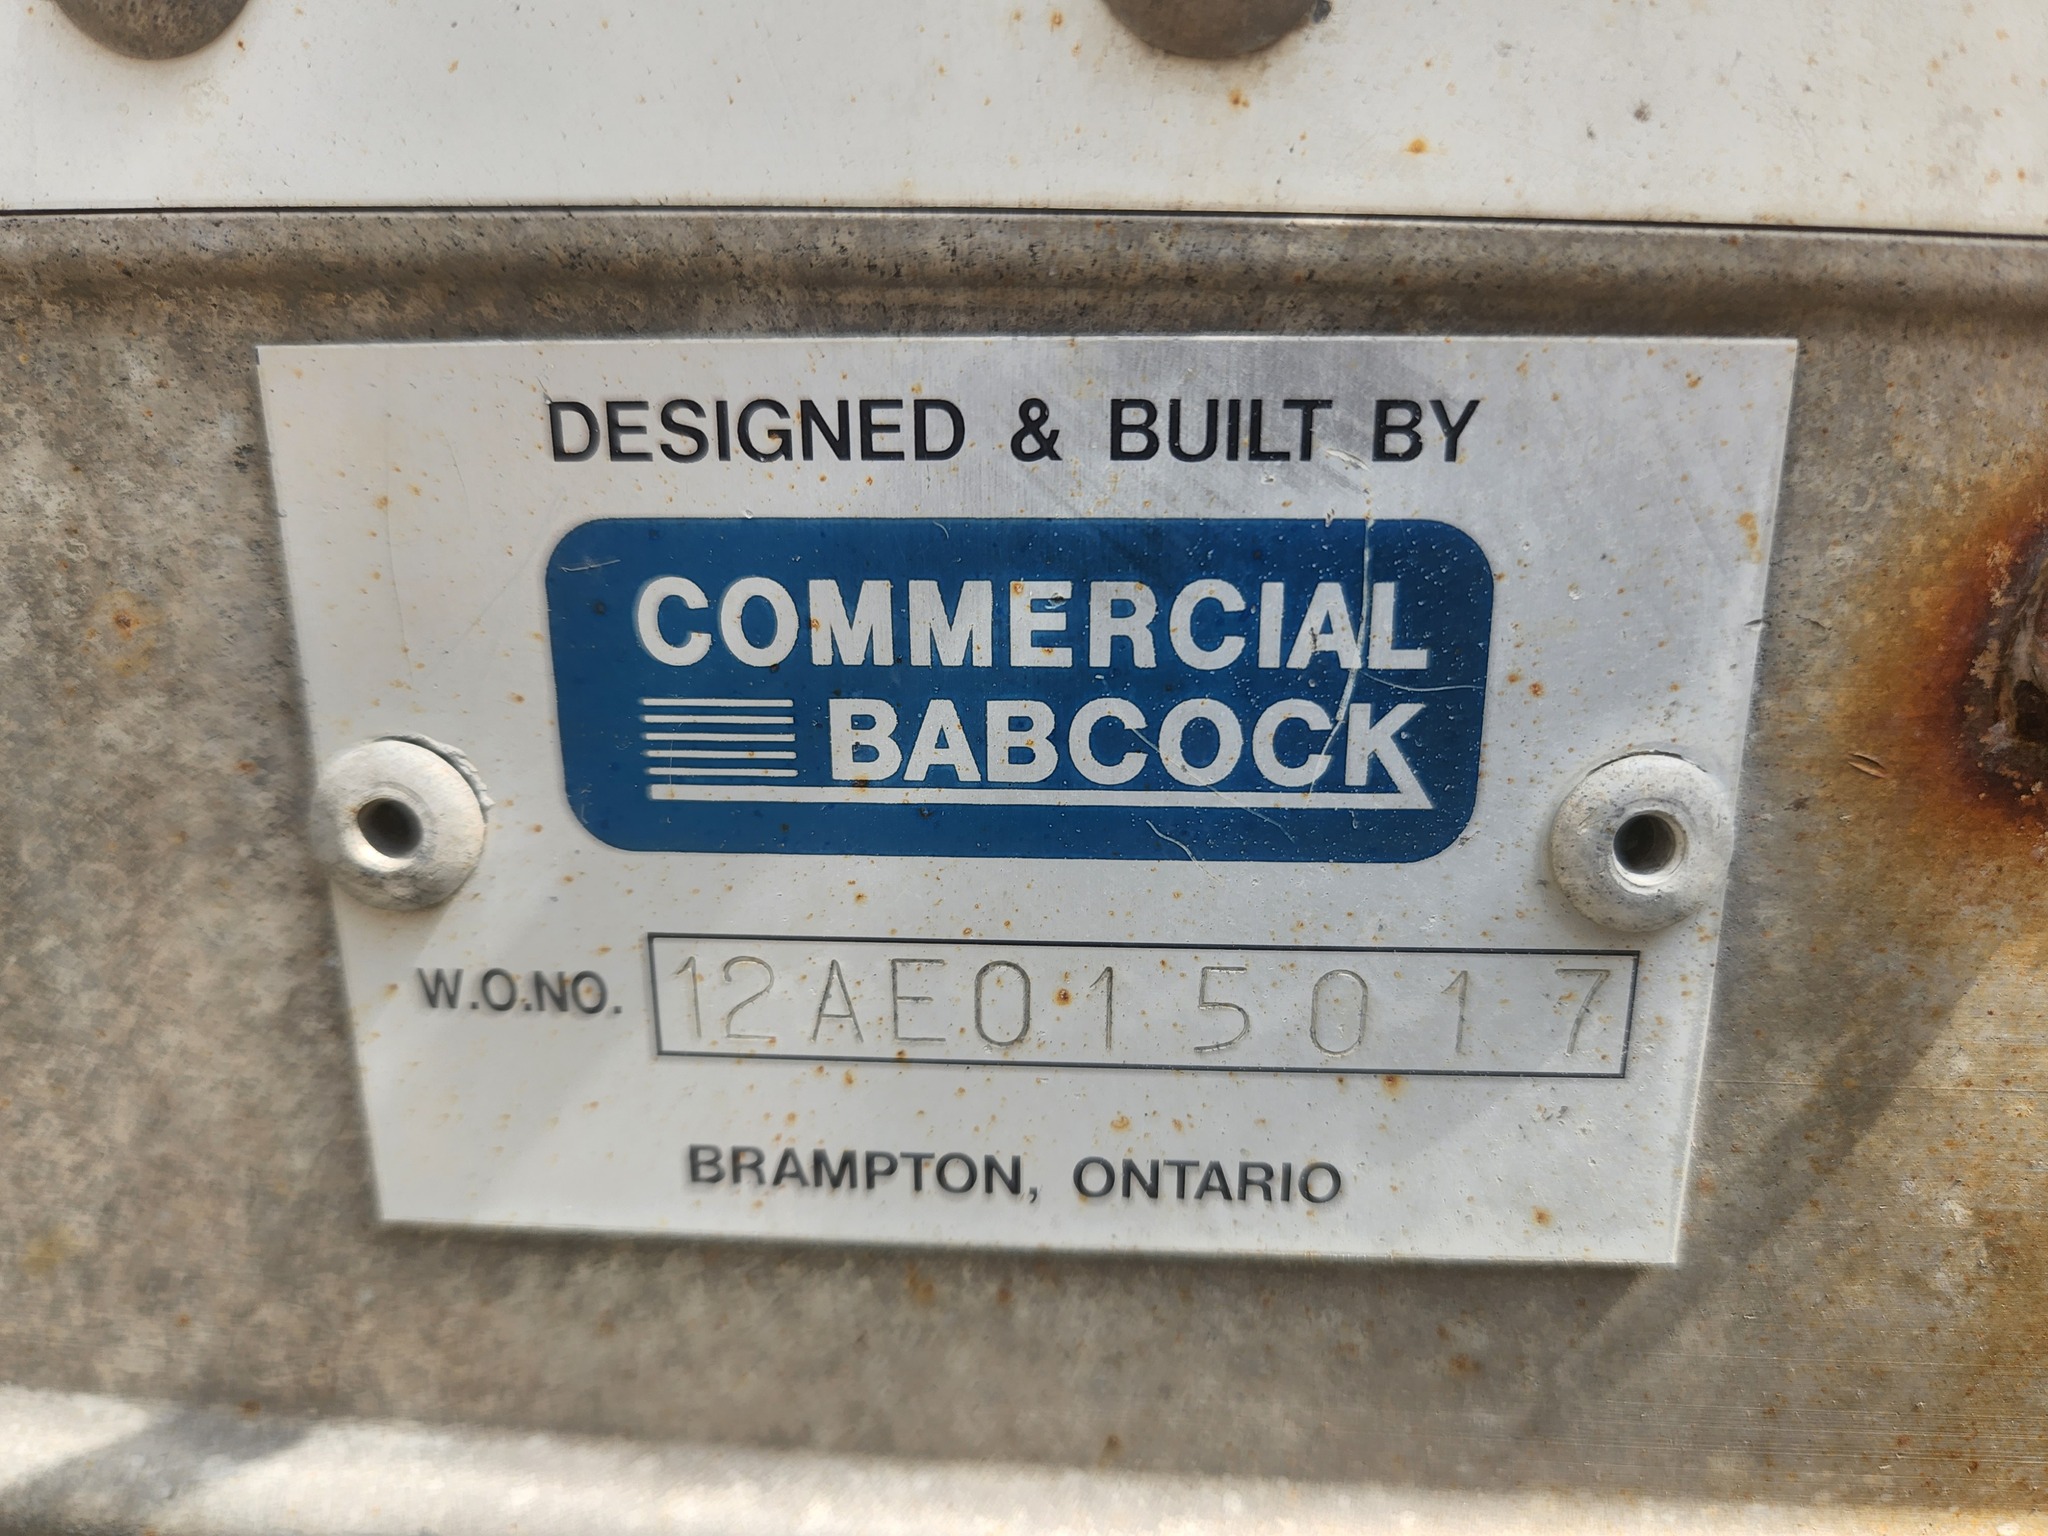 DESIGNED & BUILT BY
COMMERCIAL
BABCOCK
W.O.NO. 12AE015017
BRAMPTON, ONTARIO